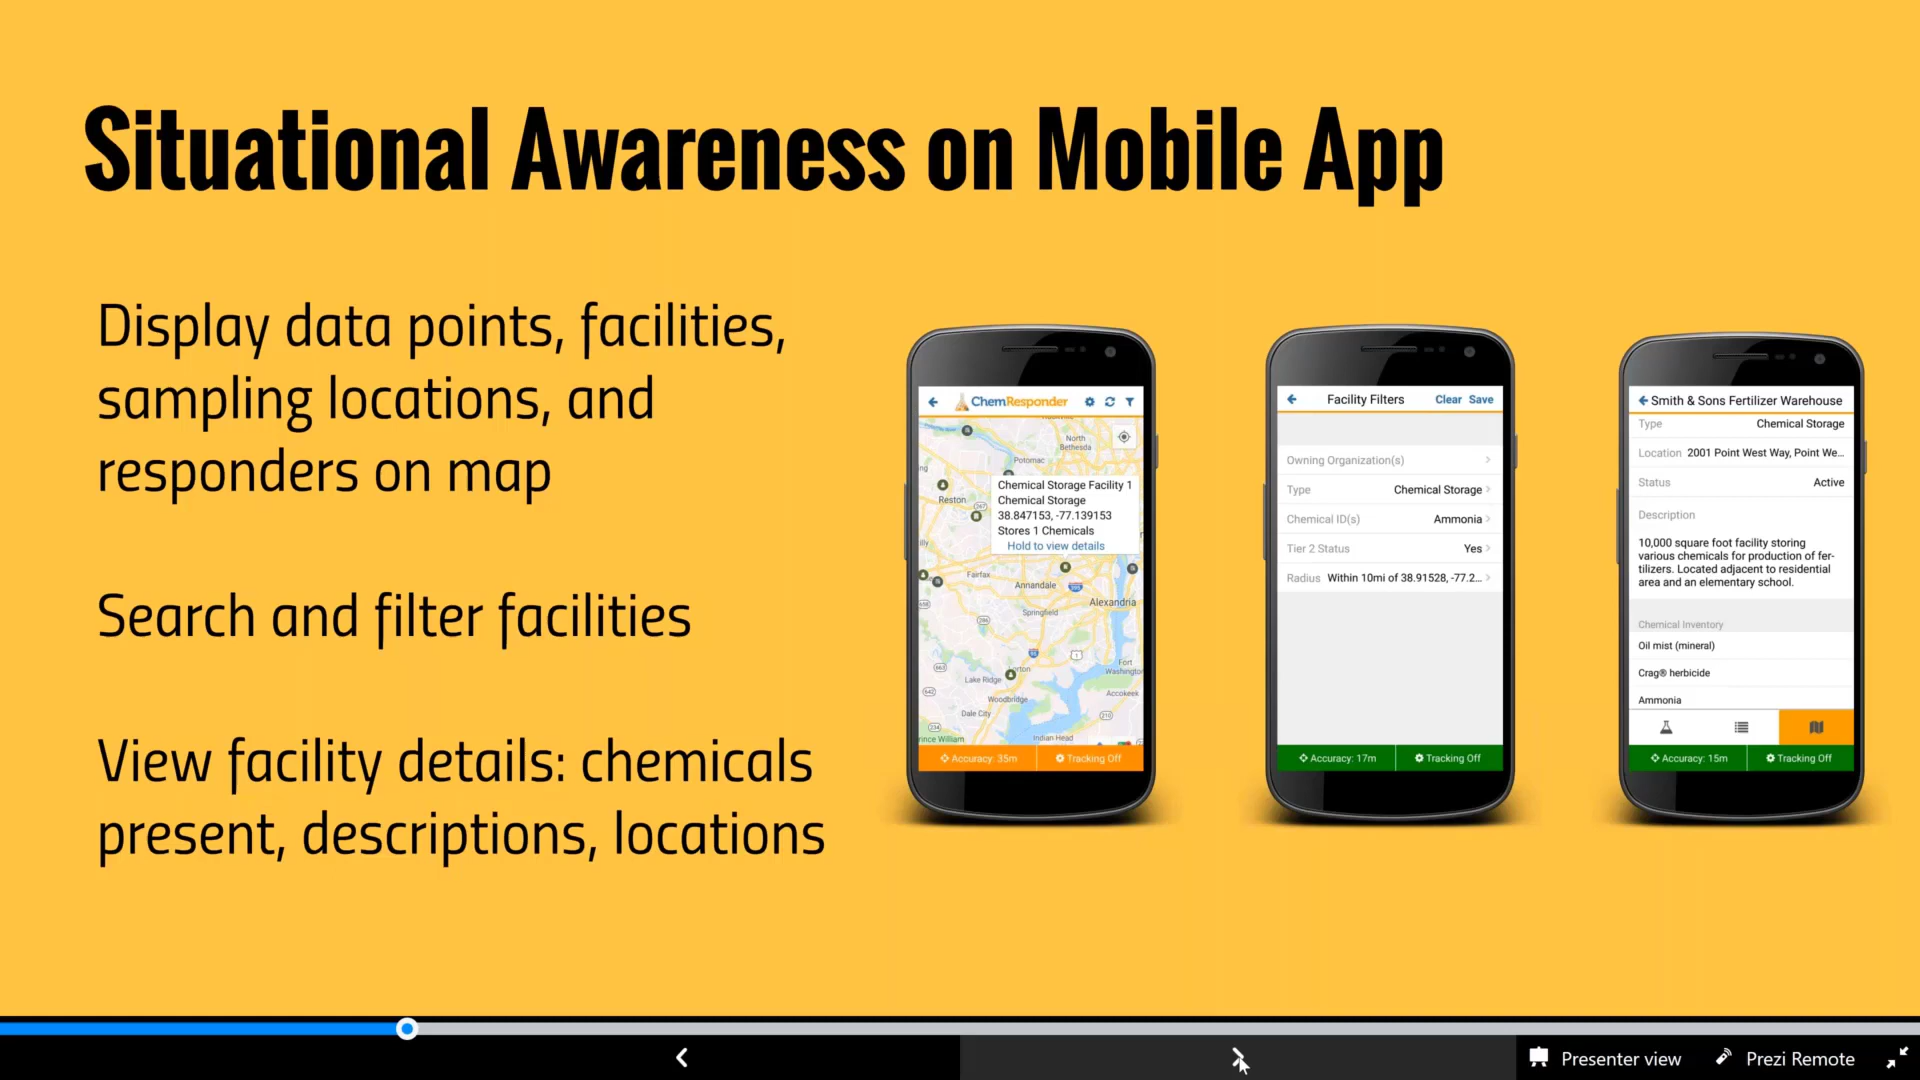 Situational Awareness on Mobile App
Display data points, facilities,
sampling locations, and
responders on map
Search and filter facilities
View facility details: chemicals
present, descriptions, locations
ChemResponder
North
Bethesda
Potomac
Reston
Chemical Storage Facility 1
Chemical Storage
38.847153, -77.139153
Stores 1 Chemicals
Hold to view details
Fairfax
Annandale
Alexandria
Springfield
Lorton
Fort
Washington
Lake Ridge
Woodbridge
Accokeek
Dale City
Indian Head
rince William
Accuracy: 35m
Tracking Off
Facility Filters
Clear Save
Owning Organization(s)
Type Chemical Storage
Chemical ID(s) Ammonia
Tier 2 Status Yes
Radius Within 10mi of 38.91528, -77.2...
Accuracy: 17m
Tracking Off
Smith & Sons Fertilizer Warehouse
Type Chemical Storage
Location 2001 Point West Way, Point We...
Status Active
Description
10,000 square foot facility storing
various chemicals for production of fer-
tilizers. Located adjacent to residential
area and an elementary school.
Chemical Inventory
Oil mist (mineral)
Crag® herbicide
Ammonia
Accuracy: 15m
Tracking Off
Presenter view
Prezi Remote